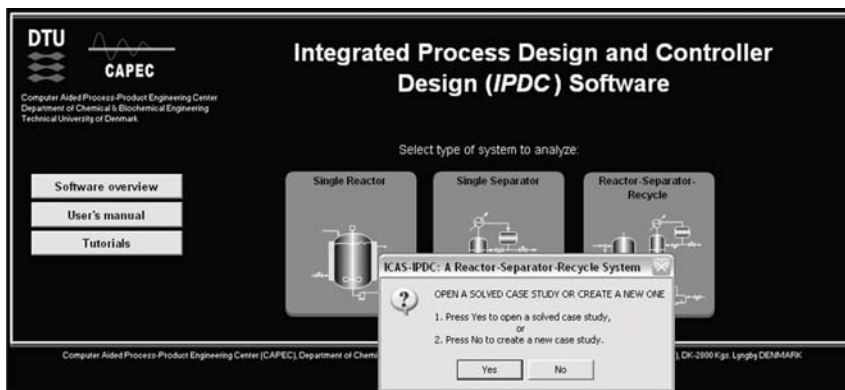 DTU
CAPEC
Computer Aided Process-Product Engineering Center
Department of Chemical & Biochemical Engineering
Technical University of Denmark
Integrated Process Design and Controller
Design (IPDC) Software
Select type of system to analyze:
Software overview
User's manual
Tutorials
Single Reactor
Single Separator
Reactor-Separator-
Recycle
ICAS-IPDC: A Reactor-Separator-Recycle System
OPEN A SOLVED CASE STUDY OR CREATE A NEW ONE
1. Press Yes to open a solved case study,
or
2. Press No to create a new case study.
Yes
No
Computer Aided Process-Product Engineering Center (CAPEC), Department of Chemi ), DK-2800 Kgs. Lyngby DENMARK